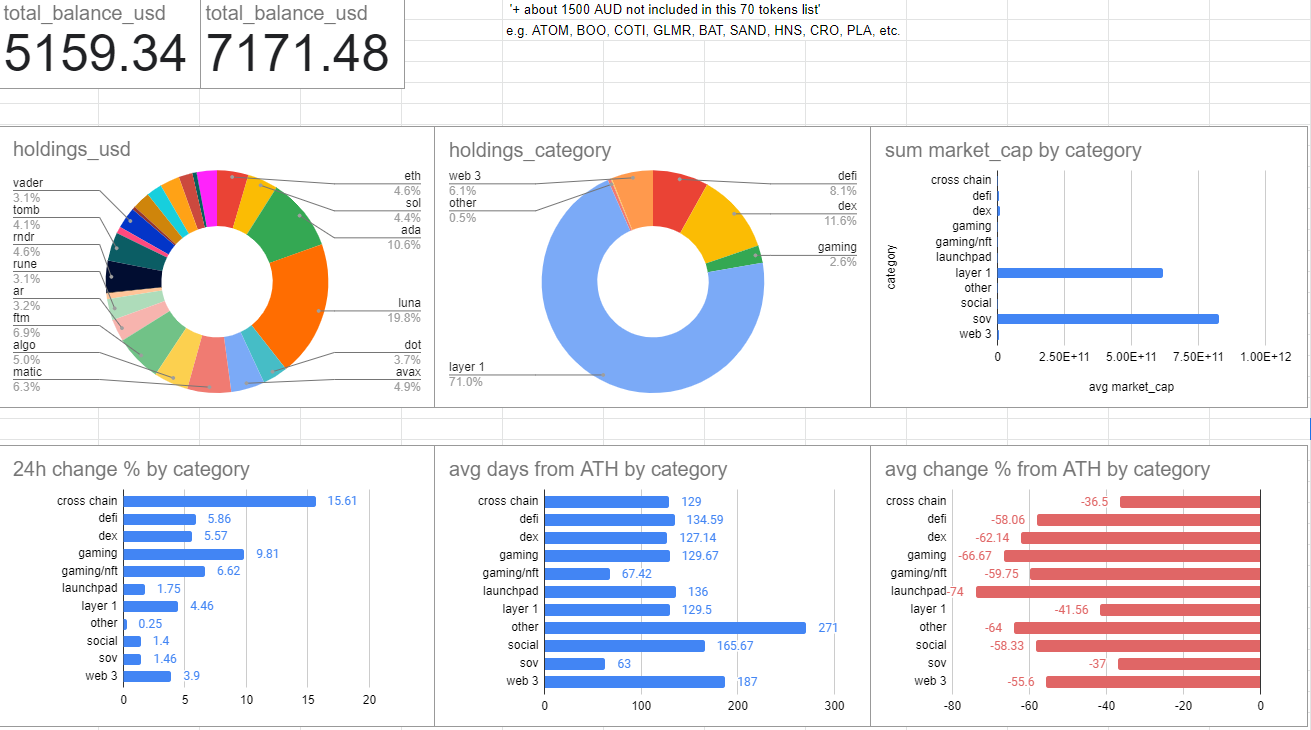 total_balance_usd
5159.34
total_balance_usd
7171.48
'+ about 1500 AUD not included in this 70 tokens list'
e.g. ATOM, BOO, COTI, GLMR, BAT, SAND, HNS, CRO, PLA, etc.
holdings_usd
vader
3.1%
tomb
4.1%
rndr
4.6%
rune
3.1%
ar
3.2%
ftm
6.9%
algo
5.0%
matic
6.3%
eth
4.6%
sol
4.4%
ada
10.6%
luna
19.8%
dot
3.7%
avax
4.9%
holdings_category
web 3
6.1%
other
0.5%
layer 1
71.0%
defi
8.1%
dex
11.6%
gaming
2.6%
sum market_cap by category
category
cross chain
defi
dex
gaming
gaming/nft
launchpad
layer 1
other
social
sov
web 3
0 2.50E+11 5.00E+11 7.50E+11 1.00E+12
avg market_cap
24h change % by category
cross chain 15.61
defi 5.86
dex 5.57
gaming 9.81
gaming/nft 6.62
launchpad 1.75
layer 1 4.46
other 0.25
social 1.4
sov 1.46
web 3 3.9
0 5 10 15 20
avg days from ATH by category
cross chain 129
defi 134.59
dex 127.14
gaming 129.67
gaming/nft 67.42
launchpad 136
layer 1 129.5
other 271
social 165.67
sov 63
web 3 187
0 100 200 300
avg change % from ATH by category
cross chain -36.5
defi -58.06
dex -62.14
gaming -66.67
gaming/nft -59.75
launchpad -74
layer 1 -41.56
other -64
social -58.33
sov -37
web 3 -55.6
-80 -60 -40 -20 0